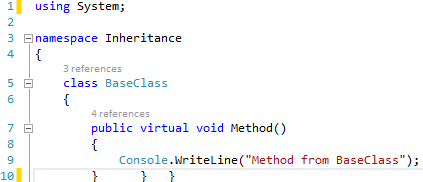 1 using System;
2
3 namespace Inheritance
4 {
3 references
5 class BaseClass
6 {
4 references
7 public virtual void Method()
8 {
9 Console.WriteLine("Method from BaseClass");
10 } } }